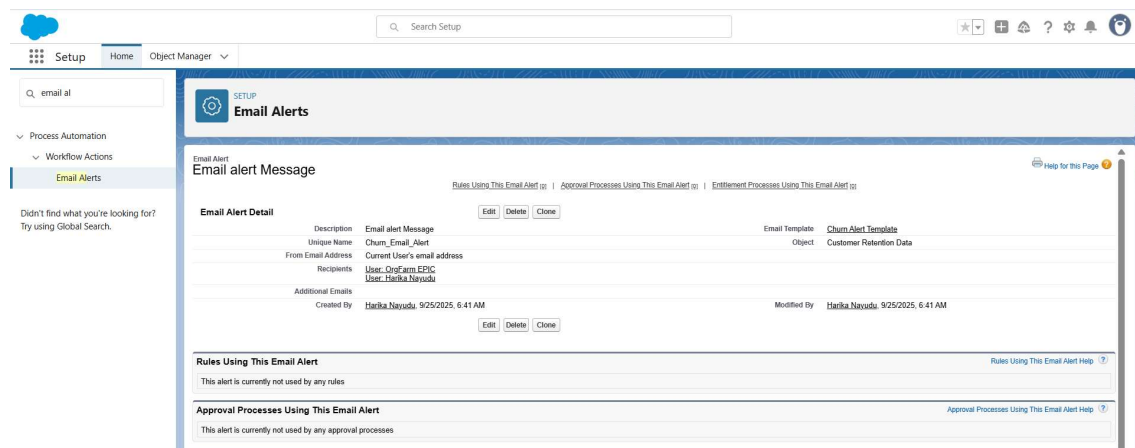 Search Setup
Setup Home Object Manager
email al
SETUP
Email Alerts
Process Automation
Workflow Actions
Email Alerts
Didn't find what you're looking for?
Try using Global Search.
Email Alert
Email alert Message
Help for this Page
Rules Using This Email Alert [0] | Approval Processes Using This Email Alert [0] | Entitlement Processes Using This Email Alert [0]
Email Alert Detail Edit Delete Clone
Description Email alert Message Email Template Churn Alert Template
Unique Name Churn_Email_Alert Object Customer Retention Data
From Email Address Current User's email address
Recipients User: OrgFarm EPIC
User: Harika Nayudu
Additional Emails
Created By Harika Nayudu, 9/25/2025, 6:41 AM Modified By Harika Nayudu, 9/25/2025, 6:41 AM
Edit Delete Clone
Rules Using This Email Alert Rules Using This Email Alert Help ?
This alert is currently not used by any rules
Approval Processes Using This Email Alert Approval Processes Using This Email Alert Help ?
This alert is currently not used by any approval processes